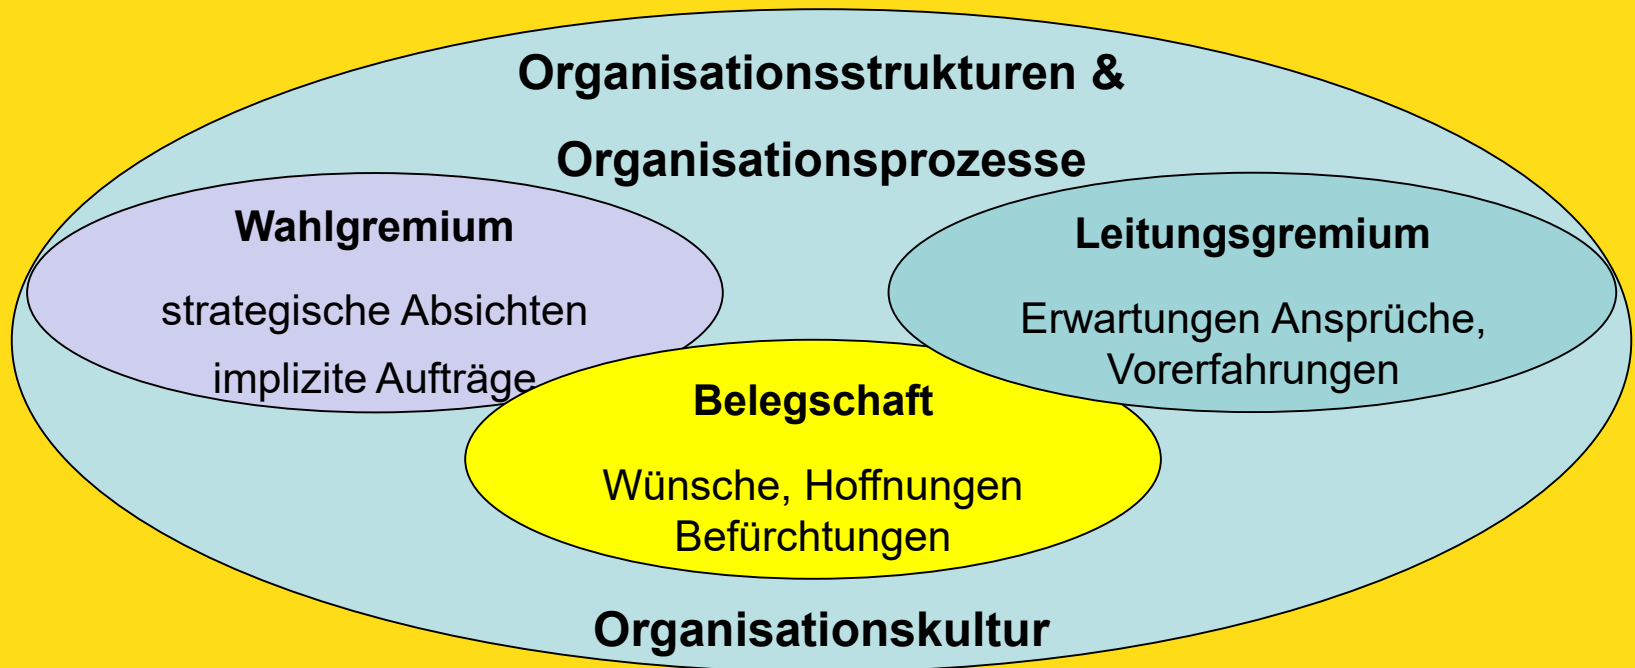 Organisationsstrukturen &
Organisationsprozesse
Wahlgremium
strategische Absichten
implizite Aufträge
Leitungsgremium
Erwartungen Ansprüche,
Vorerfahrungen
Belegschaft
Wünsche, Hoffnungen
Befürchtungen
Organisationskultur